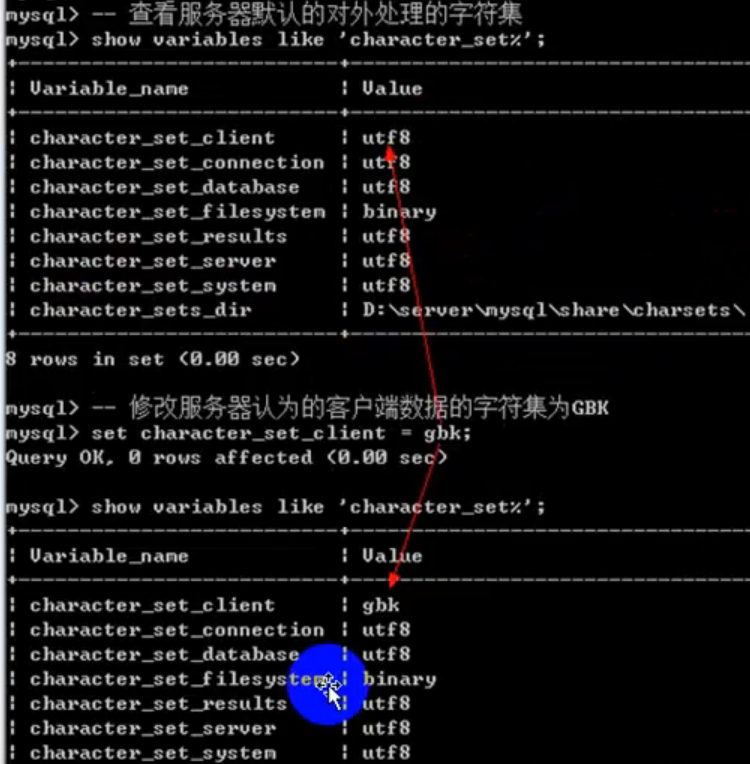 mysql> -- 查看服务器默认的对外处理的字符集
mysql> show variables like 'character_set%';
+--------------------------+--------------------------------
| Variable_name            | Value
+--------------------------+--------------------------------
| character_set_client     | utf8
| character_set_connection | utf8
| character_set_database   | utf8
| character_set_filesystem | binary
| character_set_results    | utf8
| character_set_server     | utf8
| character_set_system     | utf8
| character_sets_dir       | D:\server\mysql\share\charsets\
+--------------------------+--------------------------------
8 rows in set (0.00 sec)
mysql> -- 修改服务器认为的客户端数据的字符集为GBK
mysql> set character_set_client = gbk;
Query OK, 0 rows affected (0.00 sec)
mysql> show variables like 'character_set%';
+--------------------------+--------------------------------
| Variable_name            | Value
+--------------------------+--------------------------------
| character_set_client     | gbk
| character_set_connection | utf8
| character_set_database   | utf8
| character_set_filesystem | binary
| character_set_results    | utf8
| character_set_server     | utf8
| character_set_system     | utf8